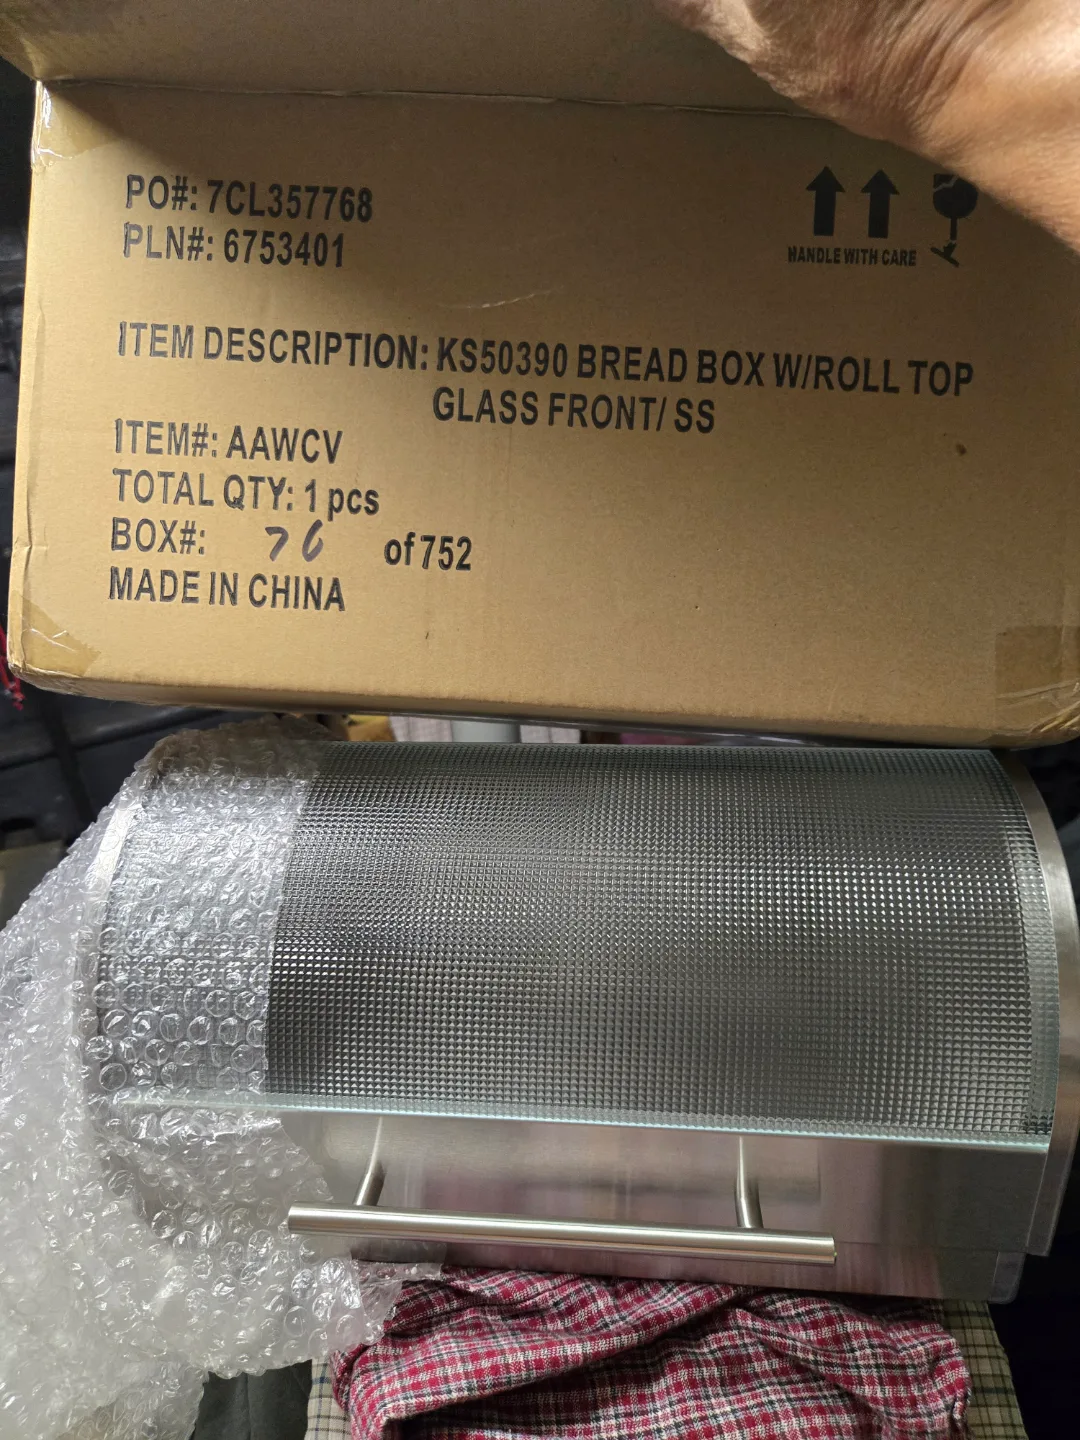 PO#: 7CL357768
PLN#: 6753401
HANDLE WITH CARE
ITEM DESCRIPTION: KS50390 BREAD BOX W/ROLL TOP
GLASS FRONT/ SS
ITEM#: AAWCV
TOTAL QTY: 1 pcs
BOX#: 76 of 752
MADE IN CHINA